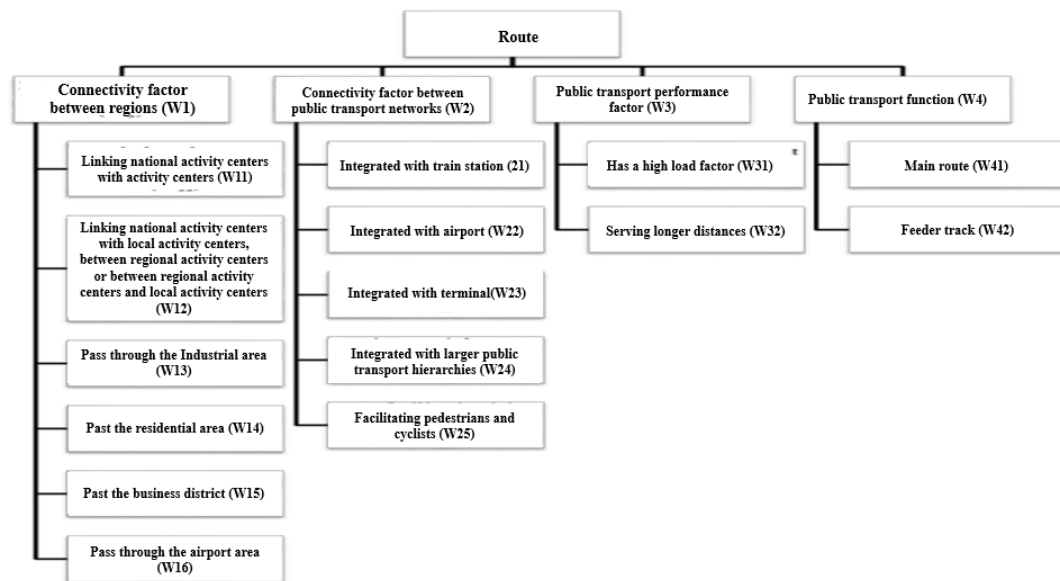 Route
Connectivity factor
between regions (W1)
Connectivity factor between
public transport networks (W2)
Public transport performance
factor (W3)
Public transport function (W4)
Linking national activity centers
with activity centers (W11)
Linking national activity centers
with local activity centers,
between regional activity centers
or between regional activity
centers and local activity centers
(W12)
Pass through the Industrial area
(W13)
Past the residential area (W14)
Past the business district (W15)
Pass through the airport area
(W16)
Integrated with train station (21)
Integrated with airport (W22)
Integrated with terminal(W23)
Integrated with larger public
transport hierarchies (W24)
Facilitating pedestrians and
cyclists (W25)
Has a high load factor (W31)
Serving longer distances (W32)
Main route (W41)
Feeder track (W42)